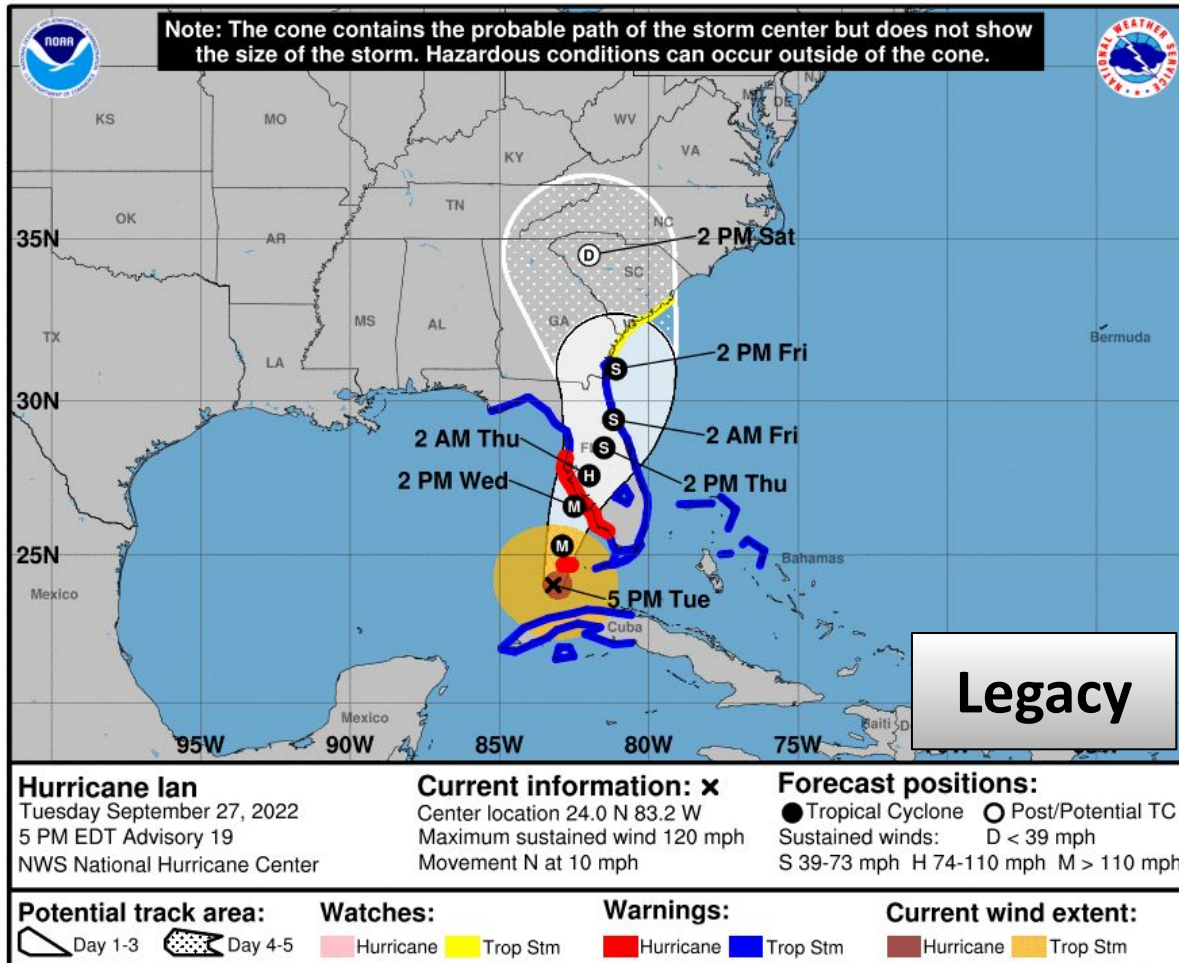 Note: The cone contains the probable path of the storm center but does not show
the size of the storm. Hazardous conditions can occur outside of the cone.
NOAA
NATIONAL WEATHER SERVICE
NJ
DE
KS
MO
WV
KY
VA
OK
TN
NC
35N
AR
2 PM Sat
D
SC
MS
AL
GA
TX
LA
2 PM Fri
S
Bermuda
30N
S
2 AM Fri
2 AM Thu
FL
S
H
2 PM Wed
2 PM Thu
M
25N
M
Bahamas
Mexico
5 PM Tue
Cuba
Legacy
Mexico
Haiti
95W 90W 85W 80W 75W
Hurricane Ian
Tuesday September 27, 2022
5 PM EDT Advisory 19
NWS National Hurricane Center
Current information: ×
Center location 24.0 N 83.2 W
Maximum sustained wind 120 mph
Movement N at 10 mph
Forecast positions:
Tropical Cyclone Post/Potential TC
Sustained winds: D < 39 mph
S 39-73 mph H 74-110 mph M > 110 mph
Potential track area:
Day 1-3 Day 4-5
Watches:
Hurricane Trop Stm
Warnings:
Hurricane Trop Stm
Current wind extent:
Hurricane Trop Stm